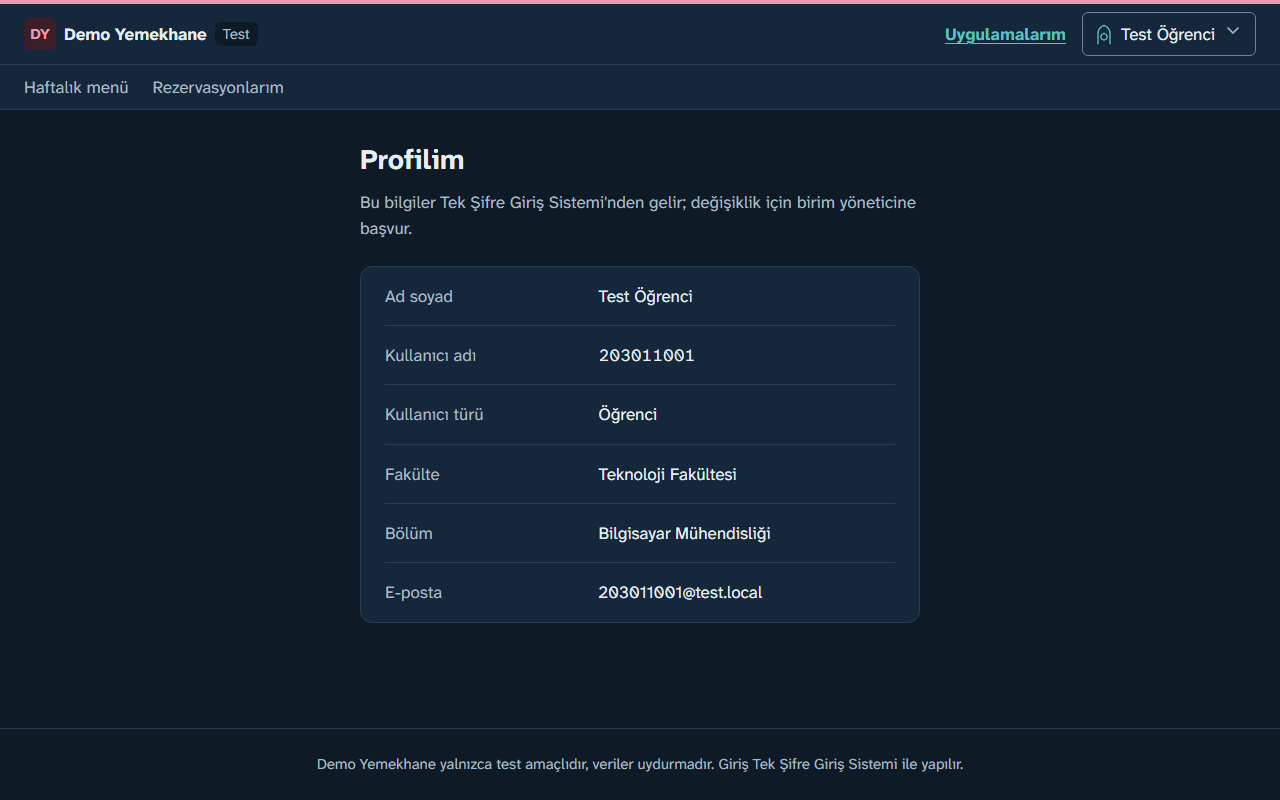 DY Demo Yemekhane Test Uygulamalarım Test Öğrenci
Haftalık menü Rezervasyonlarım
Profilim
Bu bilgiler Tek Şifre Giriş Sistemi'nden gelir; değişiklik için birim yöneticine
başvur.
Ad soyad Test Öğrenci
Kullanıcı adı 203011001
Kullanıcı türü Öğrenci
Fakülte Teknoloji Fakültesi
Bölüm Bilgisayar Mühendisliği
E-posta 203011001@test.local
Demo Yemekhane yalnızca test amaçlıdır, veriler uydurmadır. Giriş Tek Şifre Giriş Sistemi ile yapılır.